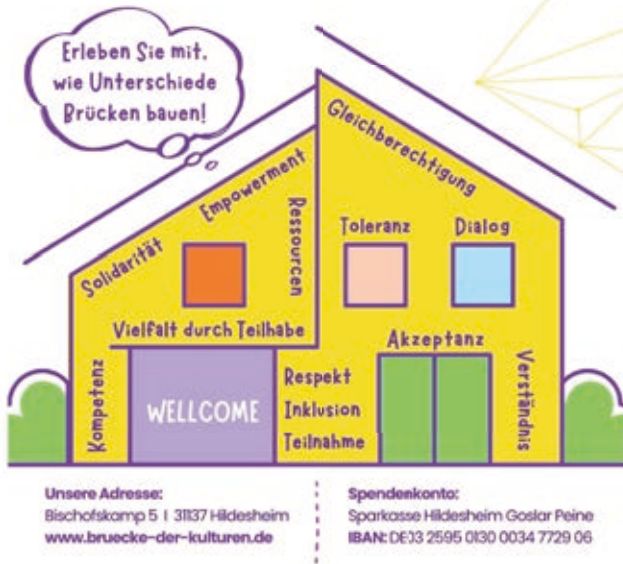 Erleben Sie mit,
wie Unterschiede
Brücken bauen!
Solidarität
Empowerment
Ressourcen
Gleichberechtigung
Toleranz
Dialog
Vielfalt durch Teilhabe
Akzeptanz
Kompetenz
WELLCOME
Respekt
Inklusion
Teilnahme
Verständnis
Unsere Adresse:
Bischofskamp 5 I 31137 Hildesheim
www.bruecke-der-kulturen.de
Spendenkonto:
Sparkasse Hildesheim Goslar Peine
IBAN: DE03 2595 0130 0034 7729 06